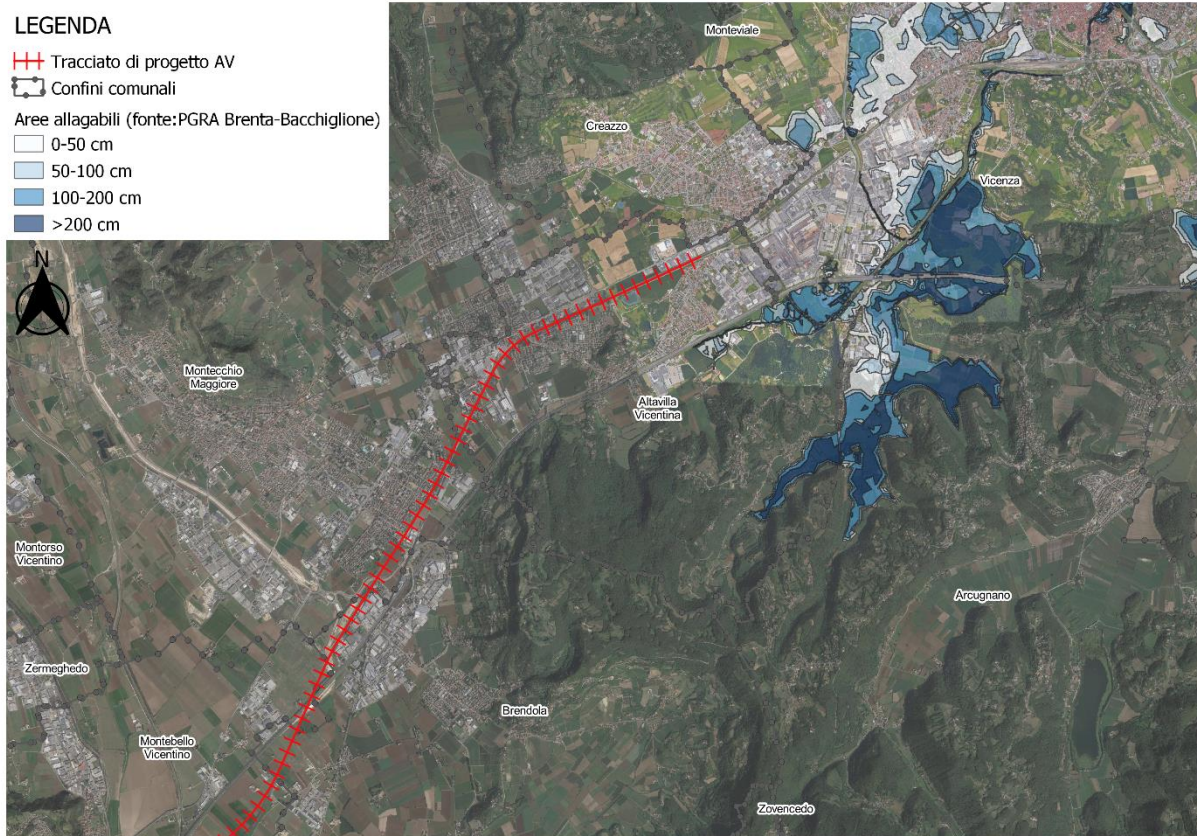 LEGENDA
Tracciato di progetto AV
Confini comunali
Aree allagabili (fonte:PGRA Brenta-Bacchiglione)
0-50 cm
50-100 cm
100-200 cm
>200 cm
N
Monteviale
Creazzo
Vicenza
Montecchio
Maggiore
Altavilla
Vicentina
Montorso
Vicentino
Arcugnano
Zermeghedo
Brendola
Montebello
Vicentino
Zovencedo